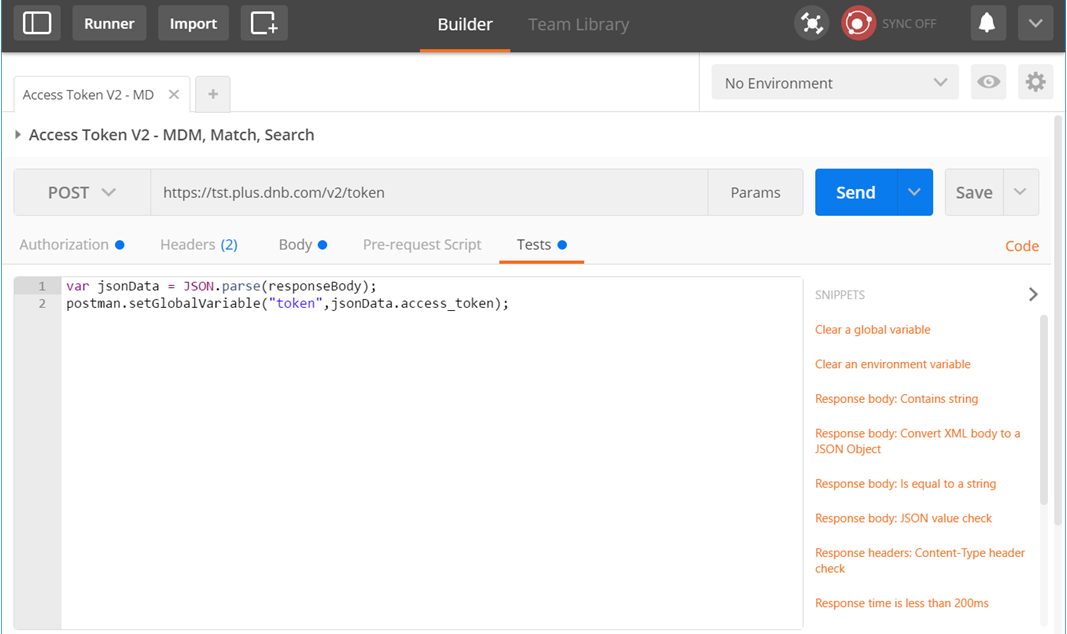 Runner Import Builder Team Library SYNC OFF
Access Token V2 - MD No Environment
Access Token V2 - MDM, Match, Search
POST https://tst.plus.dnb.com/v2/token Params Send Save
Authorization Headers (2) Body Pre-request Script Tests Code
1 var jsonData = JSON.parse(responseBody);
2 postman.setGlobalVariable("token",jsonData.access_token);
SNIPPETS
Clear a global variable
Clear an environment variable
Response body: Contains string
Response body: Convert XML body to a
JSON Object
Response body: Is equal to a string
Response body: JSON value check
Response headers: Content-Type header
check
Response time is less than 200ms